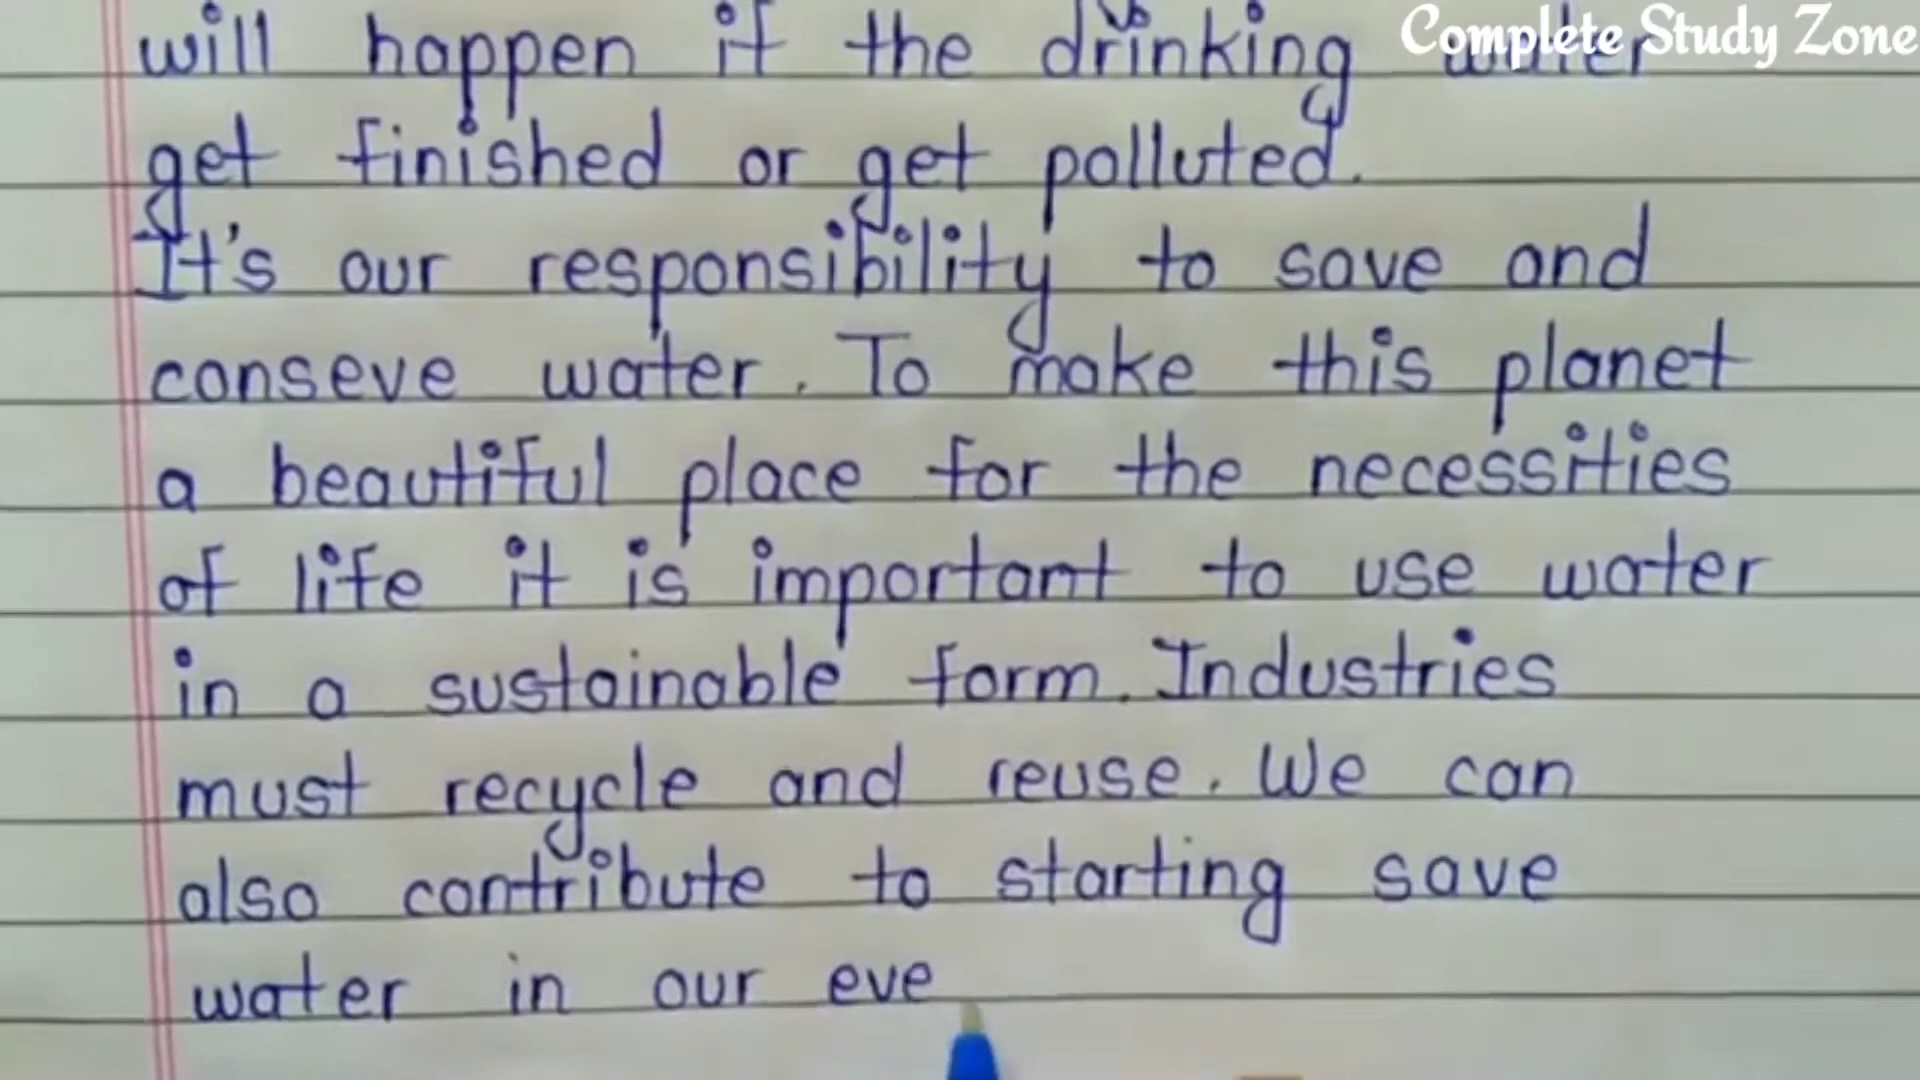 Complete Study Zone
will happen if the drinking water
get finished or get polluted.
It's our responsibility to save and
conseve water. To make this planet
a beautiful place for the necessities
of life it is important to use water
in a sustainable form. Industries
must recycle and reuse. We can
also contribute to starting save
water in our eve